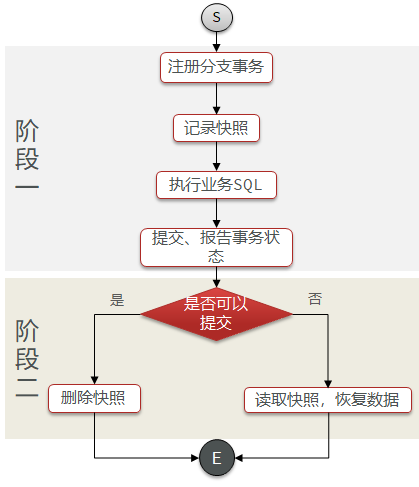 S
阶
段
一
注册分支事务
记录快照
执行业务SQL
提交、报告事务状
态
阶
段
二
是否可以
提交
是
否
删除快照
读取快照，恢复数据
E